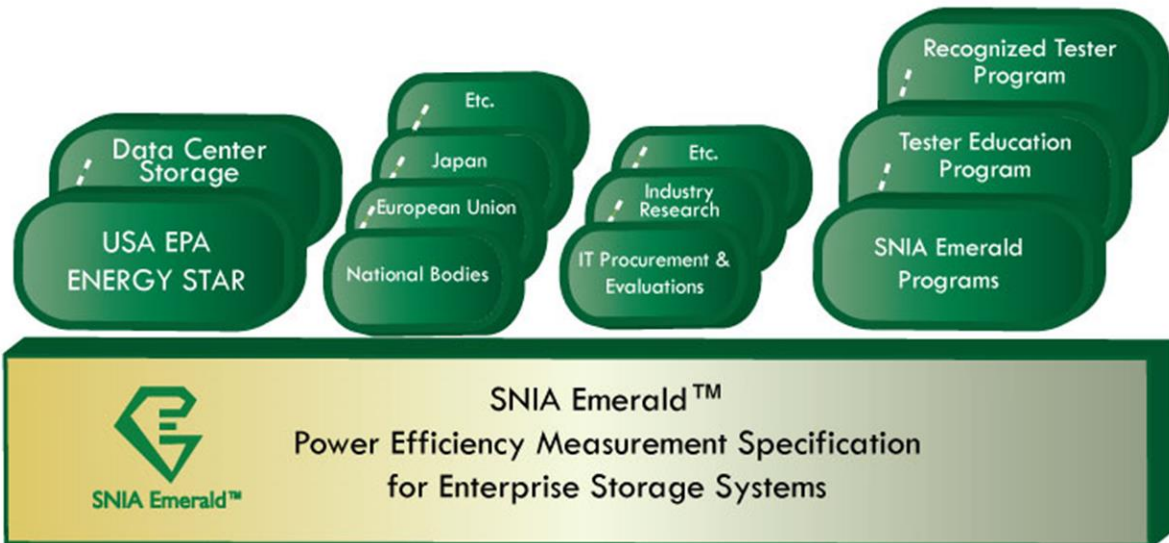 Data Center
Storage
USA EPA
ENERGY STAR
Etc.
Japan
European Union
National Bodies
Etc.
Industry
Research
IT Procurement &
Evaluations
Recognized Tester
Program
Tester Education
Program
SNIA Emerald
Programs
SNIA Emerald™
Power Efficiency Measurement Specification
for Enterprise Storage Systems
SNIA Emerald™